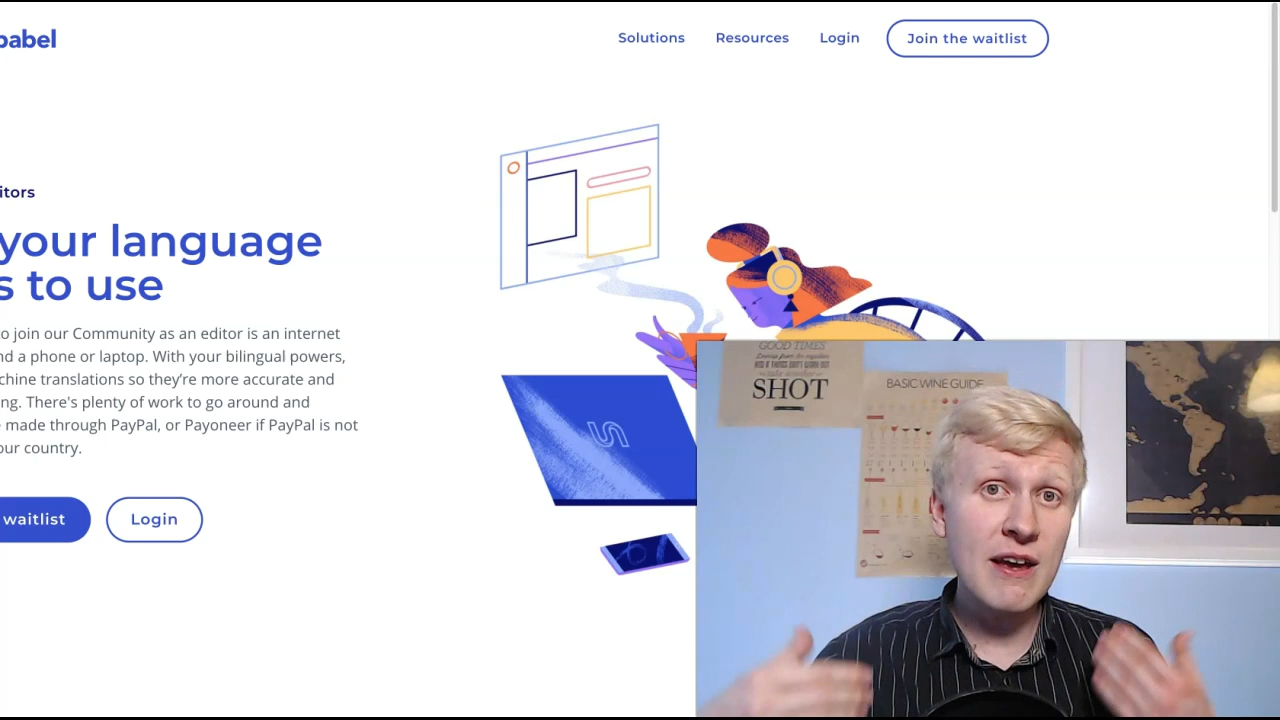 babel
Solutions
Resources
Login
Join the waitlist
itors
your language
s to use
to join our Community as an editor is an internet
nd a phone or laptop. With your bilingual powers,
chine translations so they’re more accurate and
ng. There's plenty of work to go around and
made through PayPal, or Payoneer if PayPal is not
our country.
waitlist
Login
GOOD TIMES
SHOT
BASIC WINE GUIDE